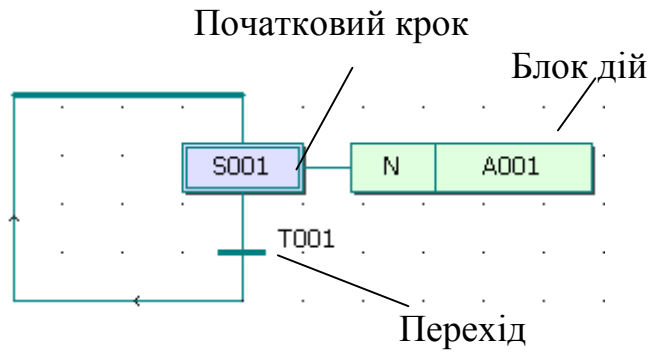 Початковий крок
Блок дій
S001 N A001
T001
Перехід